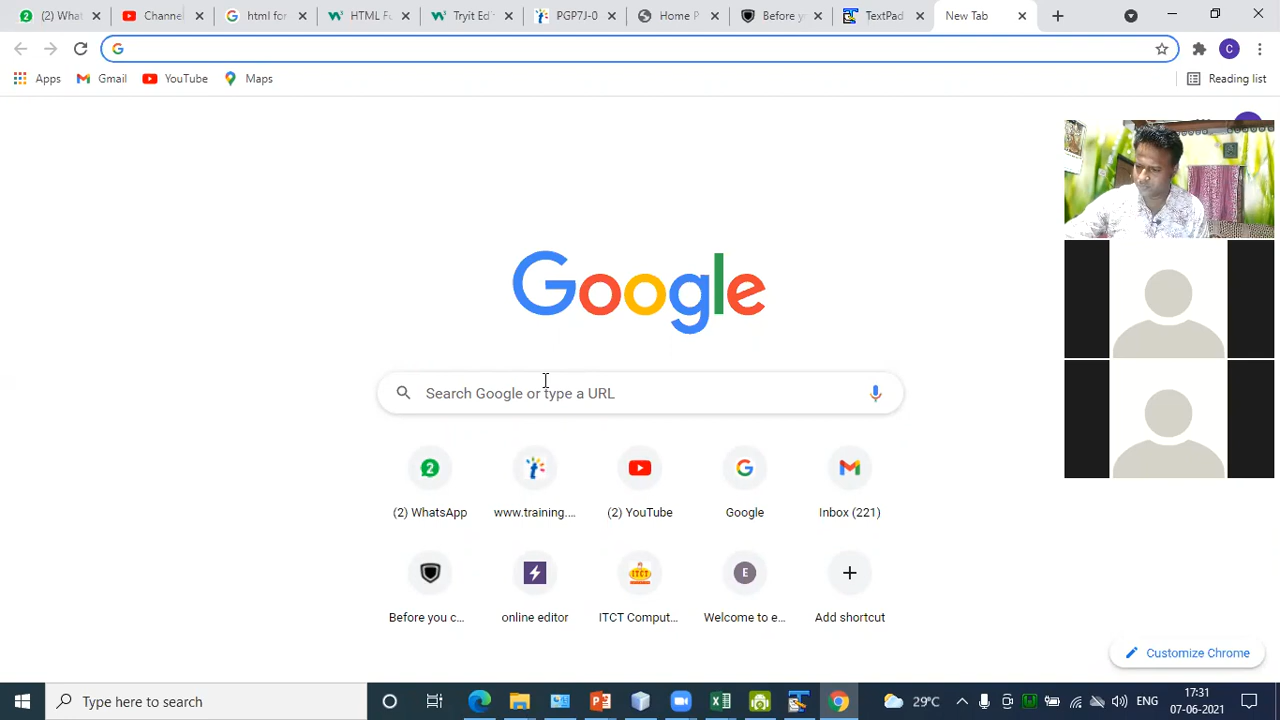 (2) What
Channel
html for
HTML Fo
Tryit Edi
PGP7J-0
Home P
Before y
TextPad
New Tab
Apps
Gmail
YouTube
Maps
Reading list
Google
Search Google or type a URL
(2) WhatsApp
www.training....
(2) YouTube
Google
Inbox (221)
Before you c...
online editor
ITCT Comput...
Welcome to e...
Add shortcut
Customize Chrome
Type here to search
29°C
ENG
17:31
07-06-2021